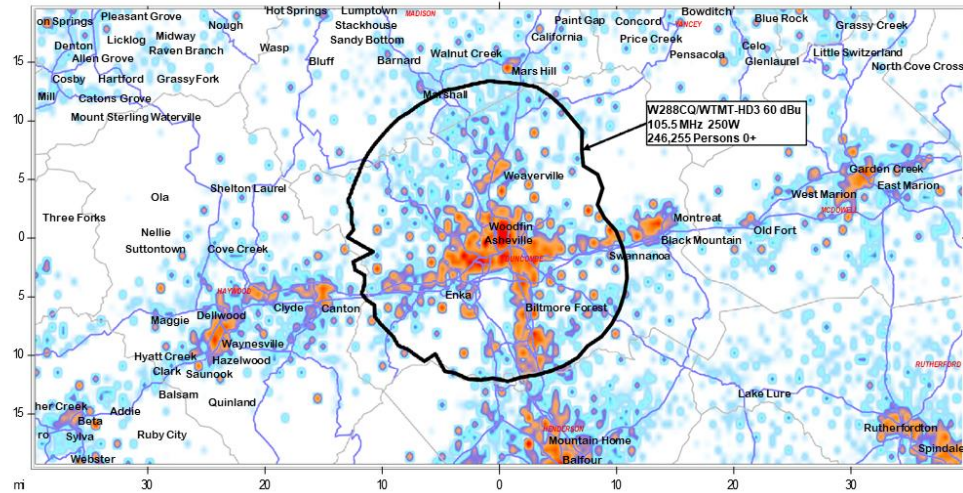 on Springs
Pleasant Grove
Nough
Hot Springs
Lumptown
MADISON
Bowditch
YANCEY
Blue Rock
Stackhouse
Paint Gap
Concord
Grassy Creek
Denton
Licklog
Midway
Sandy Bottom
California
Price Creek
Celo
Little Switzerland
Allen Grove
Raven Branch
Wasp
Bluff
Barnard
Walnut Creek
Pensacola
Glenlaurel
North Cove Cross
15
Cosby
Hartford
Grassy Fork
Mars Hill
Mill
Catons Grove
Marshall
Mount Sterling
Waterville
10
W288CQ/WTMT-HD3 60 dBu
105.5 MHz 250W
246,255 Persons 0+
5
Weaverville
Garden Creek
Shelton Laurel
West Marion
East Marion
Ola
Three Forks
Montreat
MCDOWELL
Nellie
Woodfin
Old Fort
0
Suttontown
Cove Creek
Asheville
Black Mountain
BUNCOMBE
Swannanoa
5
HAYWOOD
Enka
Maggie
Dellwood
Clyde
Canton
Biltmore Forest
Waynesville
10
Hyatt Creek
Hazelwood
Clark
Saunook
RUTHERFORD
Balsam
Quinland
Lake Lure
15
her Creek
Addie
Beta
Rutherfordton
ro
Sylva
Ruby City
HENDERSON
Mountain Home
Spindale
Webster
Balfour
mi
30
20
10
0
10
20
30